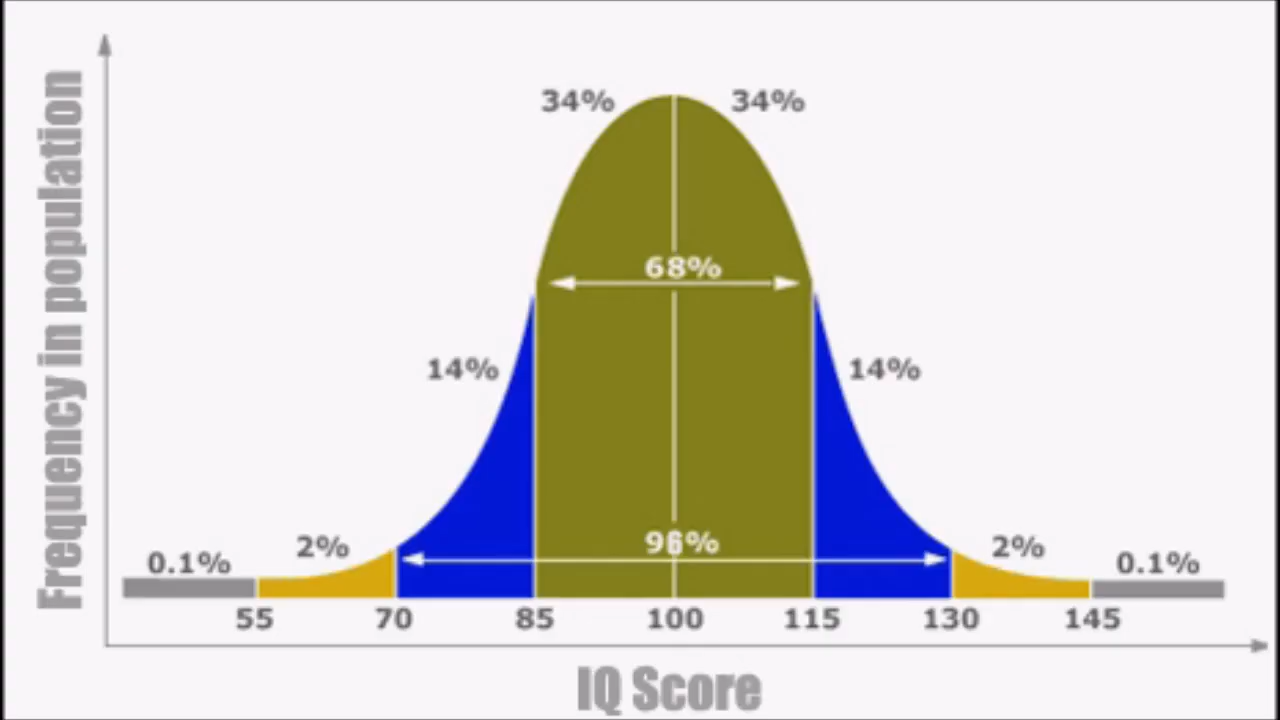 Frequency in population
34% 34%
68%
14% 14%
2% 2%
0.1% 0.1%
55 70 85 100 115 130 145
IQ Score